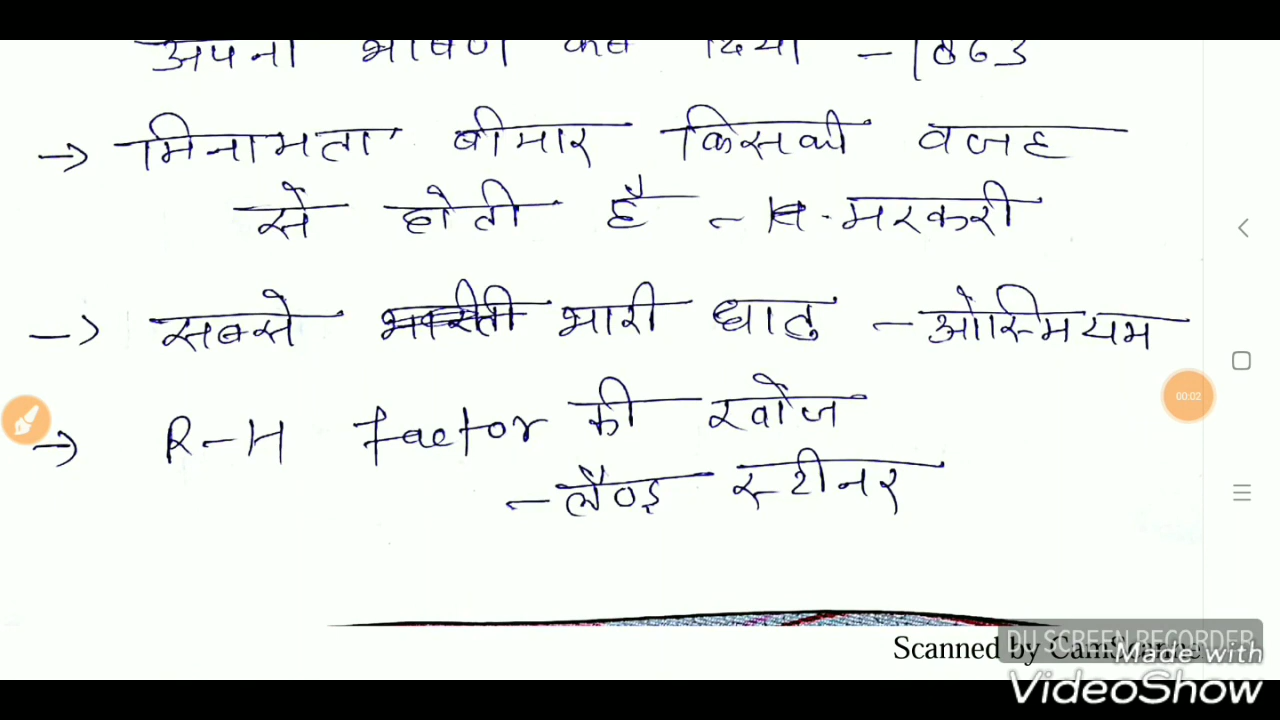 अपना भाषण कब दिया - 1863
→ मिनामता बीमार किसकी वजह
से होती है - मरकरी
→ सबसे भारी धातु - ओस्मियम
→ R-H factor की खोज
- लैण्ड स्टीनर
00:02
DU SCREEN RECORDER
Scanned by CamScanne
Made with
VideoShow